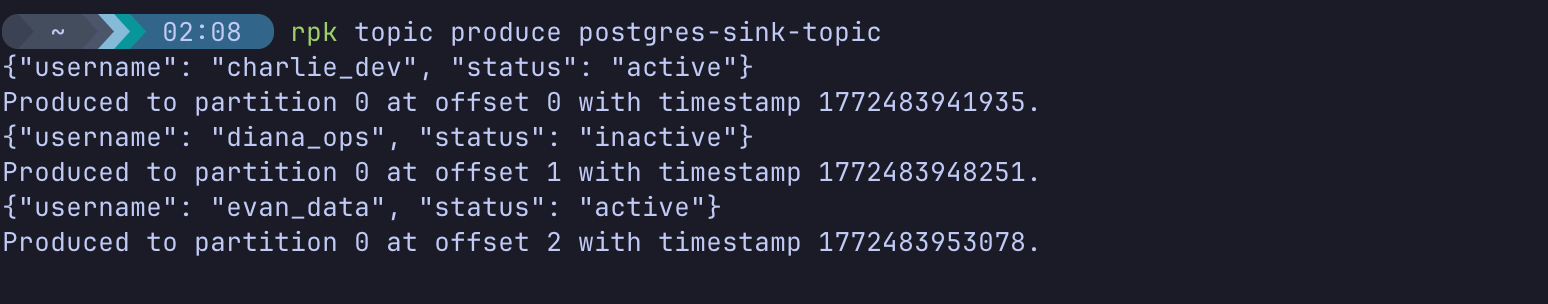 ~ 02:08 rpk topic produce postgres-sink-topic
{"username": "charlie_dev", "status": "active"}
Produced to partition 0 at offset 0 with timestamp 1772483941935.
{"username": "diana_ops", "status": "inactive"}
Produced to partition 0 at offset 1 with timestamp 1772483948251.
{"username": "evan_data", "status": "active"}
Produced to partition 0 at offset 2 with timestamp 1772483953078.